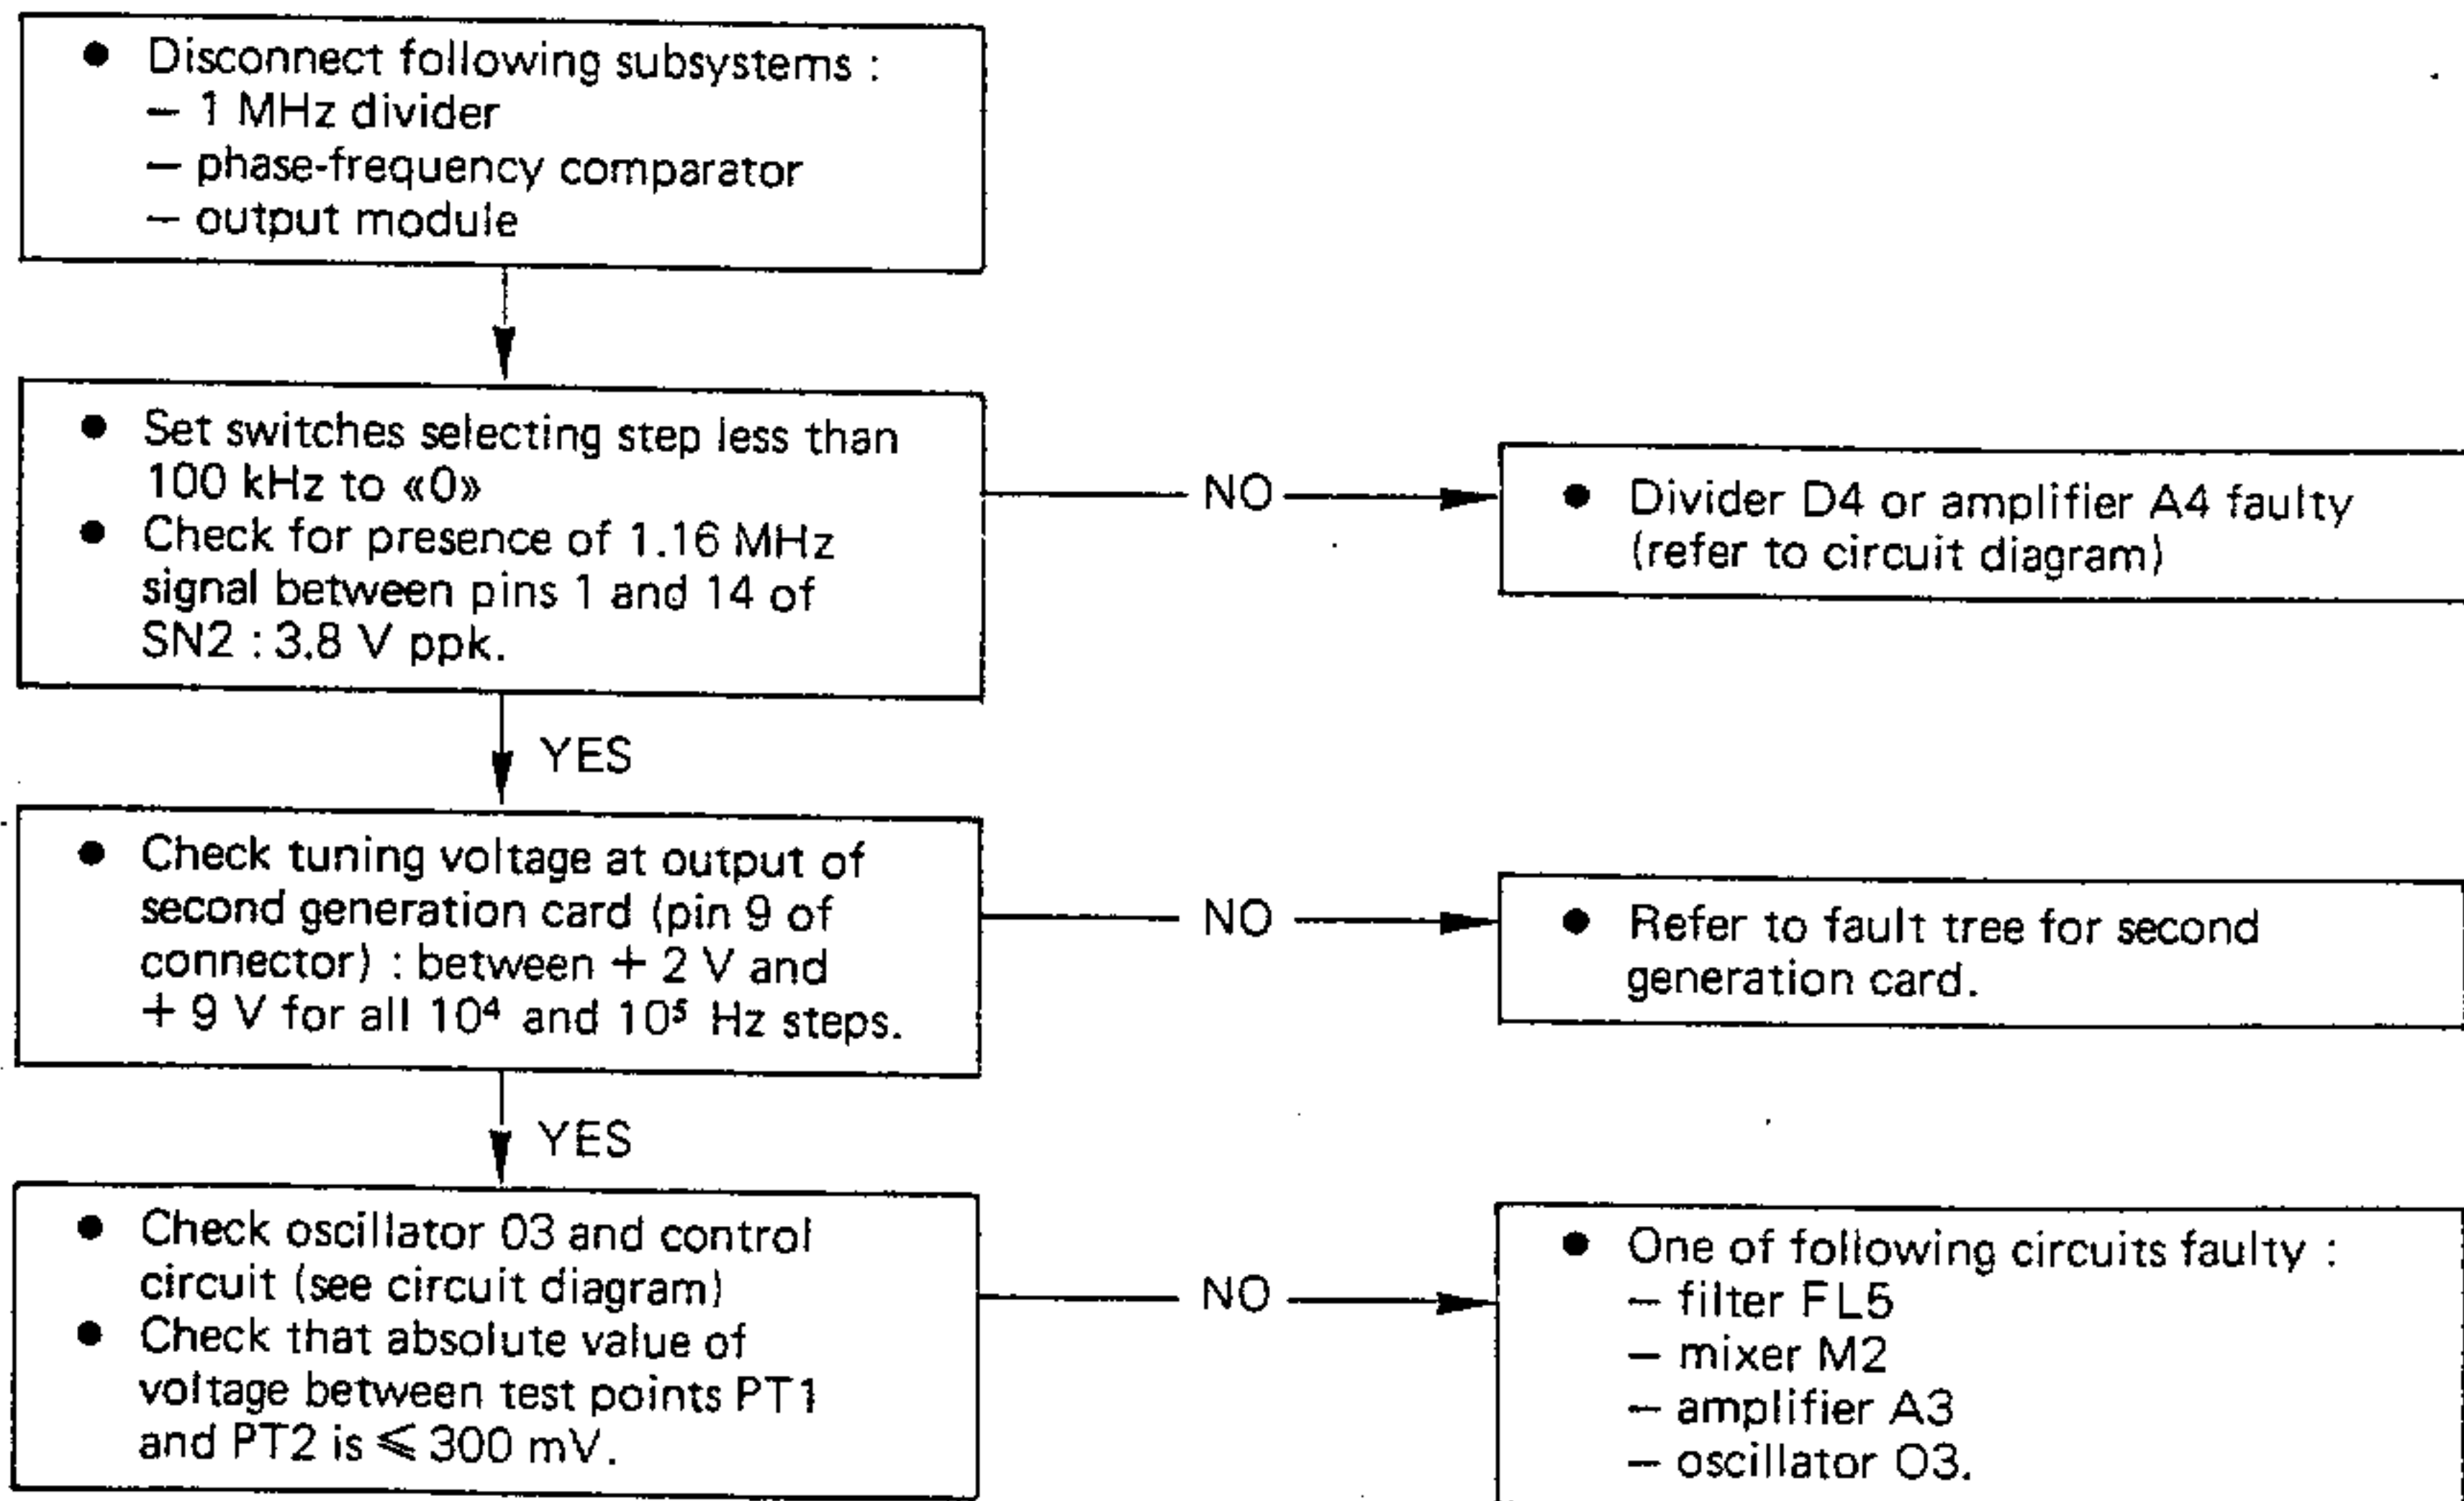 ● Disconnect following subsystems :
— 1 MHz divider
— phase-frequency comparator
— output module
● Set switches selecting step less than
100 kHz to «0»
● Check for presence of 1.16 MHz
signal between pins 1 and 14 of
SN2 : 3.8 V ppk.
NO
● Divider D4 or amplifier A4 faulty
(refer to circuit diagram)
YES
● Check tuning voltage at output of
second generation card (pin 9 of
connector) : between + 2 V and
+ 9 V for all 10⁴ and 10⁵ Hz steps.
NO
● Refer to fault tree for second
generation card.
YES
● Check oscillator 03 and control
circuit (see circuit diagram)
● Check that absolute value of
voltage between test points PT1
and PT2 is ⩽ 300 mV.
NO
● One of following circuits faulty :
— filter FL5
— mixer M2
— amplifier A3
— oscillator O3.